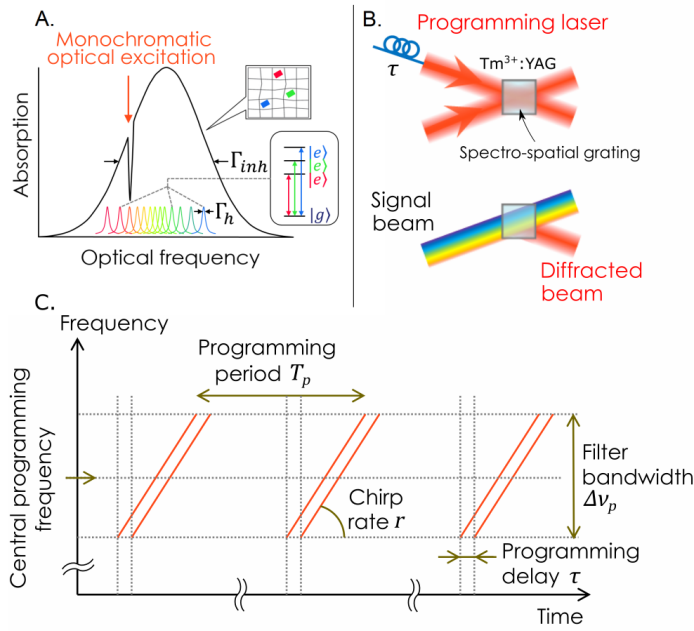 A.
Monochromatic
optical excitation
Absorption
Γinh
|e⟩
|e⟩
|e⟩
|g⟩
Γh
Optical frequency
B.
Programming laser
τ
Tm³⁺:YAG
Spectro-spatial grating
Signal
beam
Diffracted
beam
C.
Frequency
Programming
period Tp
Central programming
frequency
Chirp
rate r
Filter
bandwidth
Δνp
Programming
delay τ
Time